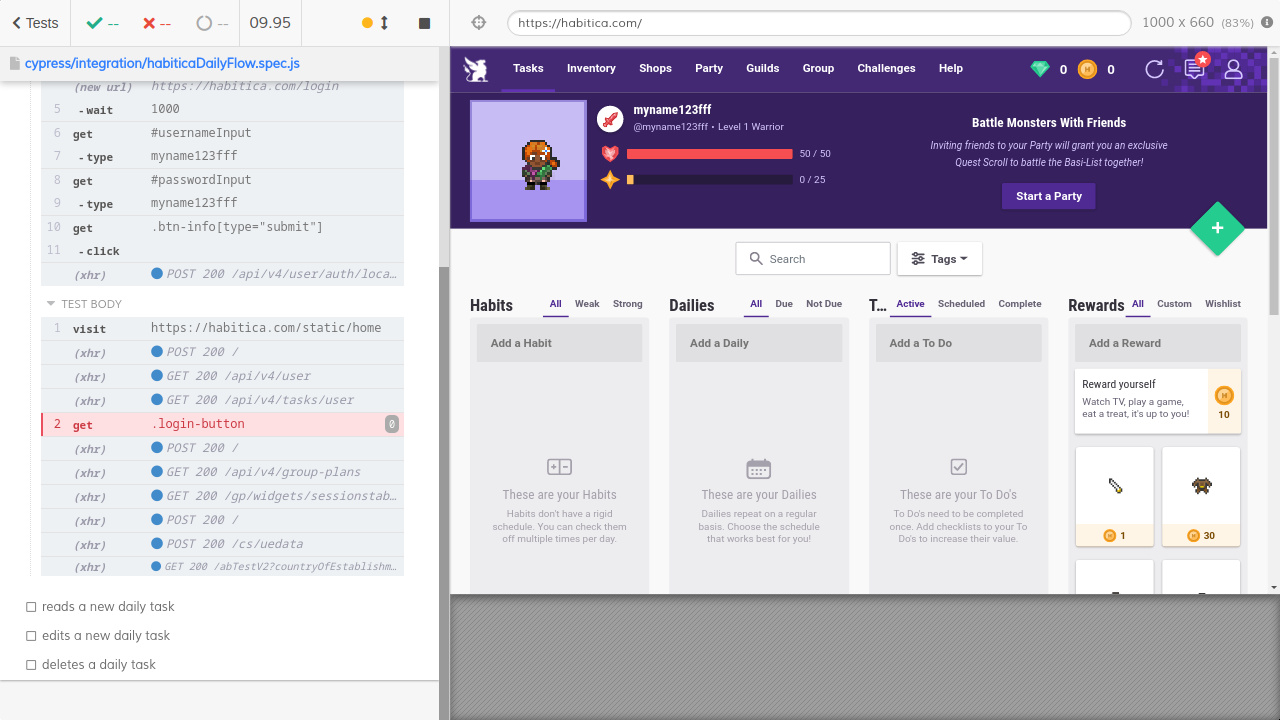 Tests
--
--
--
09.95
https://habitica.com/
1000 x 660 (83%)
cypress/integration/habiticaDailyFlow.spec.js
(new url) https://habitica.com/login
5 -wait 1000
6 get #usernameInput
7 -type myname123fff
8 get #passwordInput
9 -type myname123fff
10 get .btn-info[type="submit"]
11 -click
(xhr) POST 200 /api/v4/user/auth/loca…
TEST BODY
1 visit https://habitica.com/static/home
(xhr) POST 200 /
(xhr) GET 200 /api/v4/user
(xhr) GET 200 /api/v4/tasks/user
2 get .login-button 0
(xhr) POST 200 /
(xhr) GET 200 /api/v4/group-plans
(xhr) GET 200 /gp/widgets/sessionstab…
(xhr) POST 200 /
(xhr) POST 200 /cs/uedata
(xhr) GET 200 /abTestV2?countryOfEstablishm…
reads a new daily task
edits a new daily task
deletes a daily task
Tasks Inventory Shops Party Guilds Group Challenges Help 0 0
myname123fff
@myname123fff • Level 1 Warrior
50 / 50
0 / 25
Battle Monsters With Friends
Inviting friends to your Party will grant you an exclusive
Quest Scroll to battle the Basi-List together!
Start a Party
+
Search
Tags
Habits All Weak Strong
Add a Habit
These are your Habits
Habits don't have a rigid
schedule. You can check them
off multiple times per day.
Dailies All Due Not Due
Add a Daily
These are your Dailies
Dailies repeat on a regular
basis. Choose the schedule
that works best for you!
T... Active Scheduled Complete
Add a To Do
These are your To Do's
To Do's need to be completed
once. Add checklists to your To
Do's to increase their value.
Rewards All Custom Wishlist
Add a Reward
Reward yourself
Watch TV, play a game,
eat a treat, it's up to you!
10
1
30